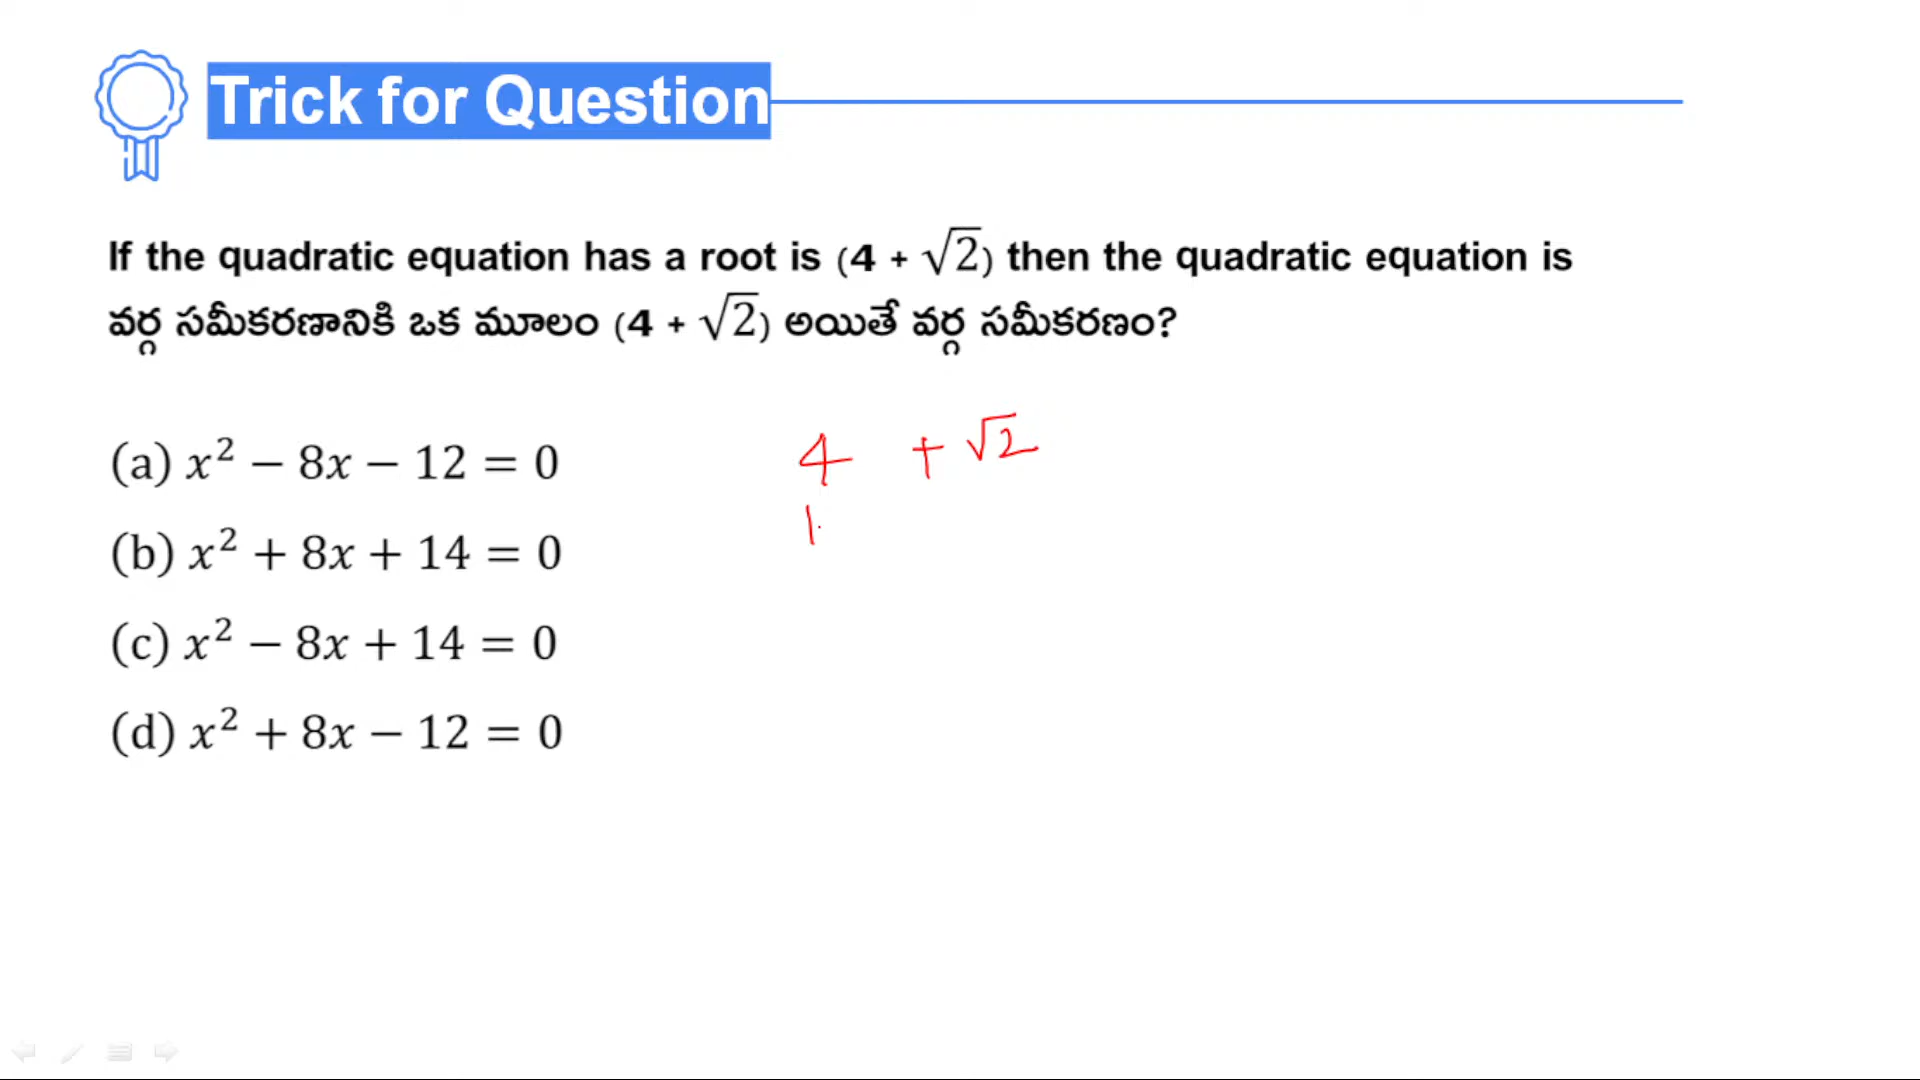 Trick for Question
If the quadratic equation has a root is (4 + √2) then the quadratic equation is
వర్గ సమీకరణానికి ఒక మూలం (4 + √2) అయితే వర్గ సమీకరణం?
(a) x² − 8x − 12 = 0
4 + √2
(b) x² + 8x + 14 = 0
(c) x² − 8x + 14 = 0
(d) x² + 8x − 12 = 0